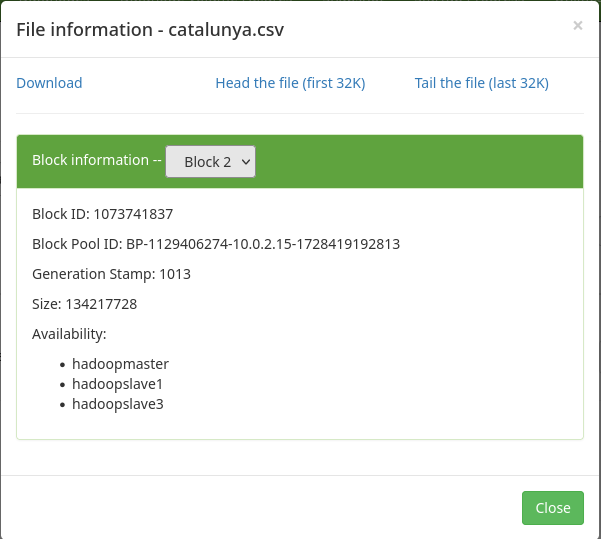 File information - catalunya.csv
×
Download Head the file (first 32K) Tail the file (last 32K)
Block information -- Block 2
Block ID: 1073741837
Block Pool ID: BP-1129406274-10.0.2.15-1728419192813
Generation Stamp: 1013
Size: 134217728
Availability:
hadoopmaster
hadoopslave1
hadoopslave3
Close